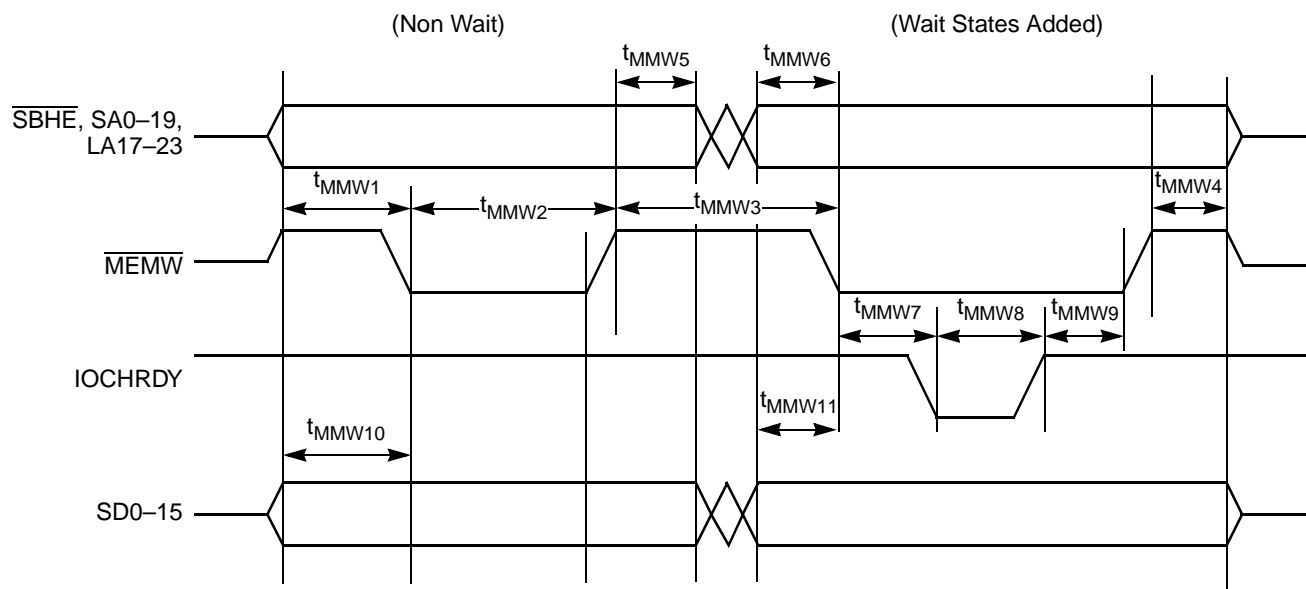 (Non Wait)
(Wait States Added)
tMMW5
tMMW6
SBHE, SA0–19,
LA17–23
tMMW1
tMMW2
tMMW3
tMMW4
MEMW
tMMW7
tMMW8
tMMW9
IOCHRDY
tMMW11
tMMW10
SD0–15